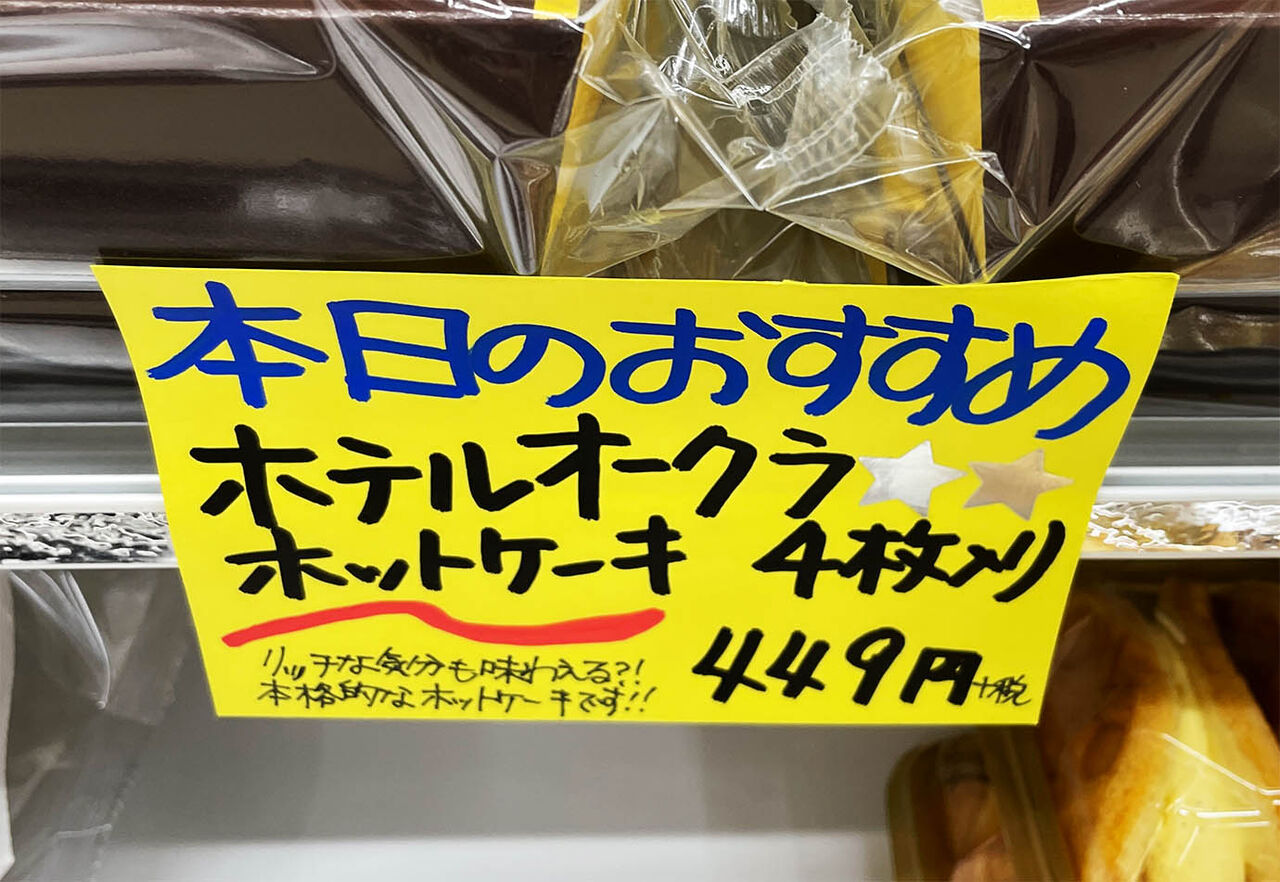 本日のおすすめ
ホテルオークラ
ホットケーキ 4枚入り
リッチな気分も味わえる?!
本格的なホットケーキです!!
449円+税